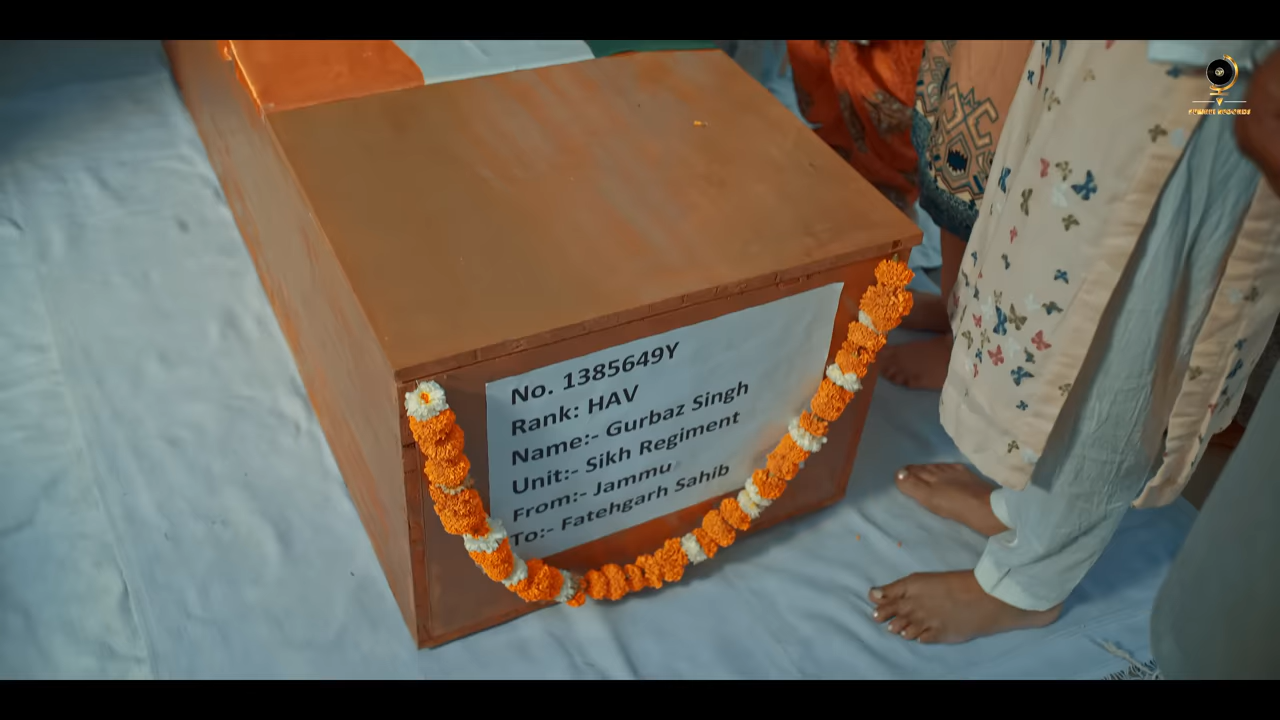 No. 1385649Y
Rank: HAV
Name:- Gurbaz Singh
Unit:- Sikh Regiment
From:- Jammu
To:- Fatehgarh Sahib